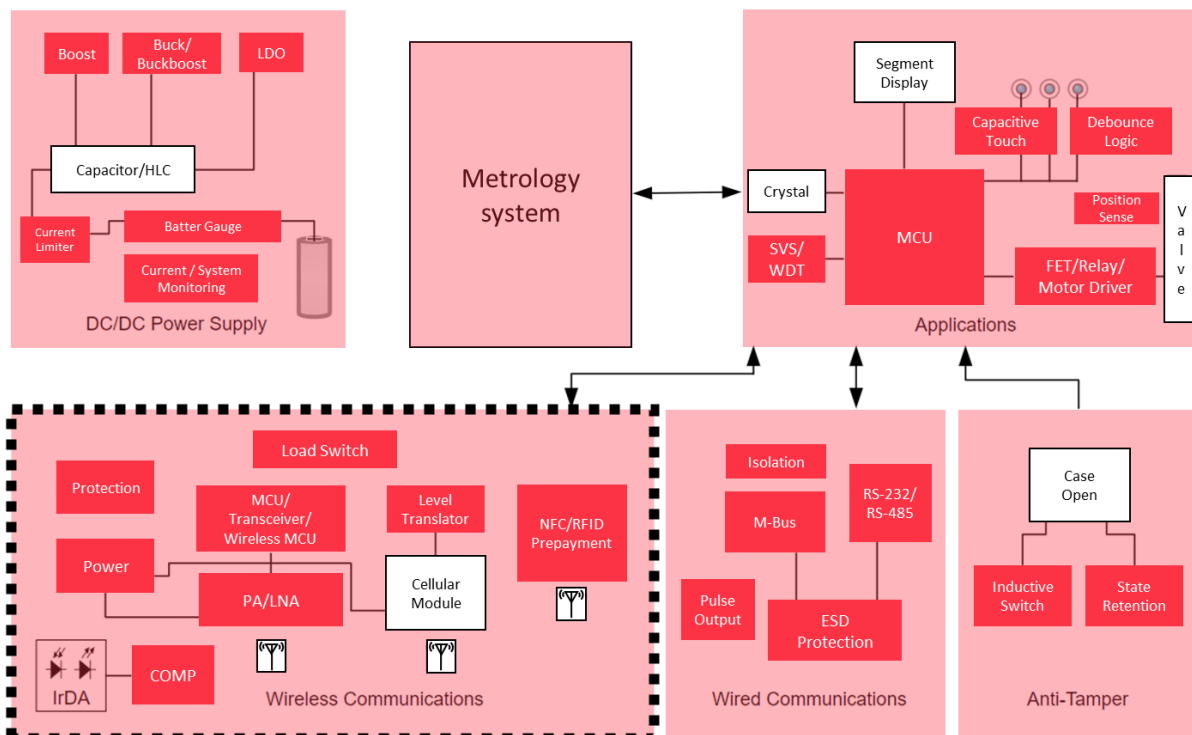 Boost
Buck/
Buckboost
LDO
Capacitor/HLC
Current
Limiter
Batter Gauge
Current / System
Monitoring
DC/DC Power Supply
Metrology
system
Segment
Display
Capacitive
Touch
Debounce
Logic
Crystal
MCU
Position
Sense
SVS/
WDT
FET/Relay/
Motor Driver
V
a
l
v
e
Applications
Load Switch
Protection
MCU/
Transceiver/
Wireless MCU
Level
Translator
NFC/RFID
Prepayment
Power
PA/LNA
Cellular
Module
IrDA
COMP
Wireless Communications
Isolation
M-Bus
RS-232/
RS-485
Pulse
Output
ESD
Protection
Wired Communications
Case
Open
Inductive
Switch
State
Retention
Anti-Tamper